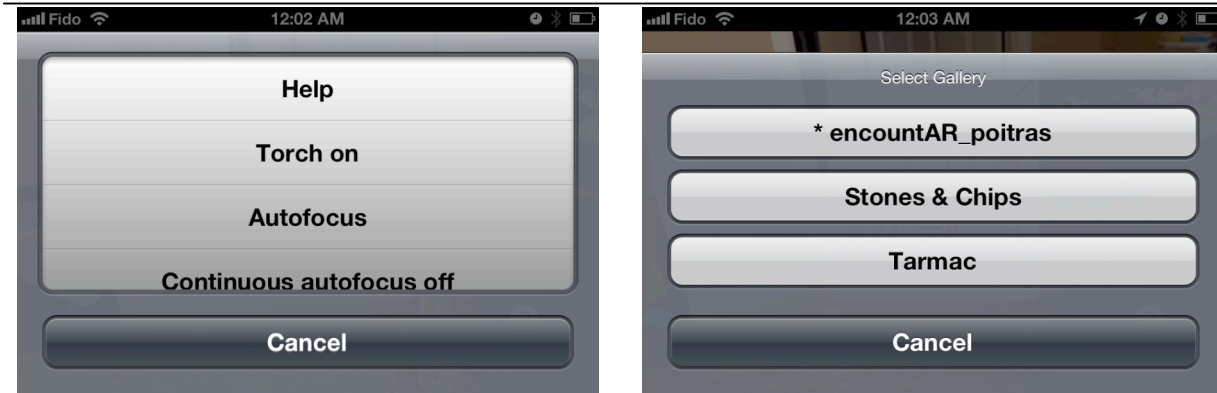 Fido 12:02 AM
Help
Torch on
Autofocus
Continuous autofocus off
Cancel
Fido 12:03 AM
Select Gallery
* encountAR_poitras
Stones & Chips
Tarmac
Cancel